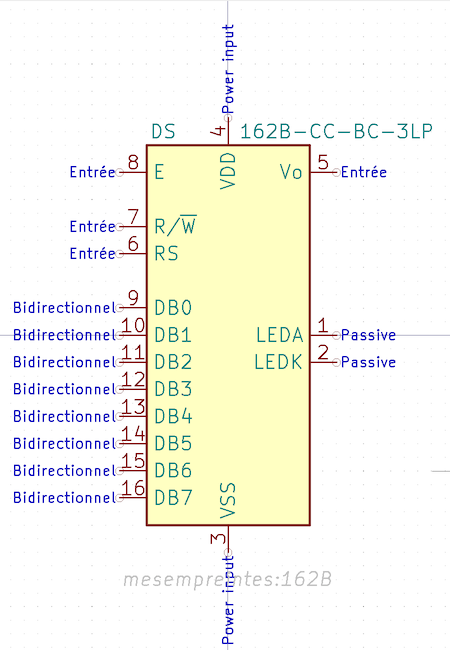 Power input
4
DS 162B-CC-BC-3LP
VDD
Entrée 8 E
Vo 5 Entrée
Entrée 7 R/W
Entrée 6 RS
Bidirectionnel 9 DB0
Bidirectionnel 10 DB1
LEDA 1 Passive
Bidirectionnel 11 DB2
LEDK 2 Passive
Bidirectionnel 12 DB3
Bidirectionnel 13 DB4
Bidirectionnel 14 DB5
Bidirectionnel 15 DB6
Bidirectionnel 16 DB7
VSS
3
mesempreintes:162B
Power input